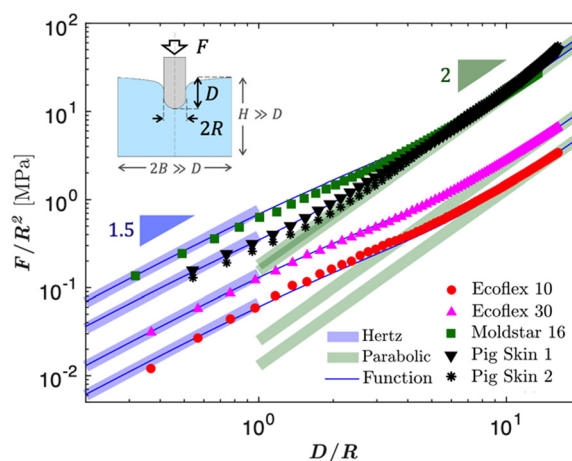 F
D
2R
H ≫ D
2B ≫ D
2
1.5
10^2
10^1
10^0
10^-1
10^-2
F/R^2 [MPa]
Ecoflex 10
Ecoflex 30
Moldstar 16
Pig Skin 1
Pig Skin 2
Hertz
Parabolic
Function
10^0
10^1
D/R